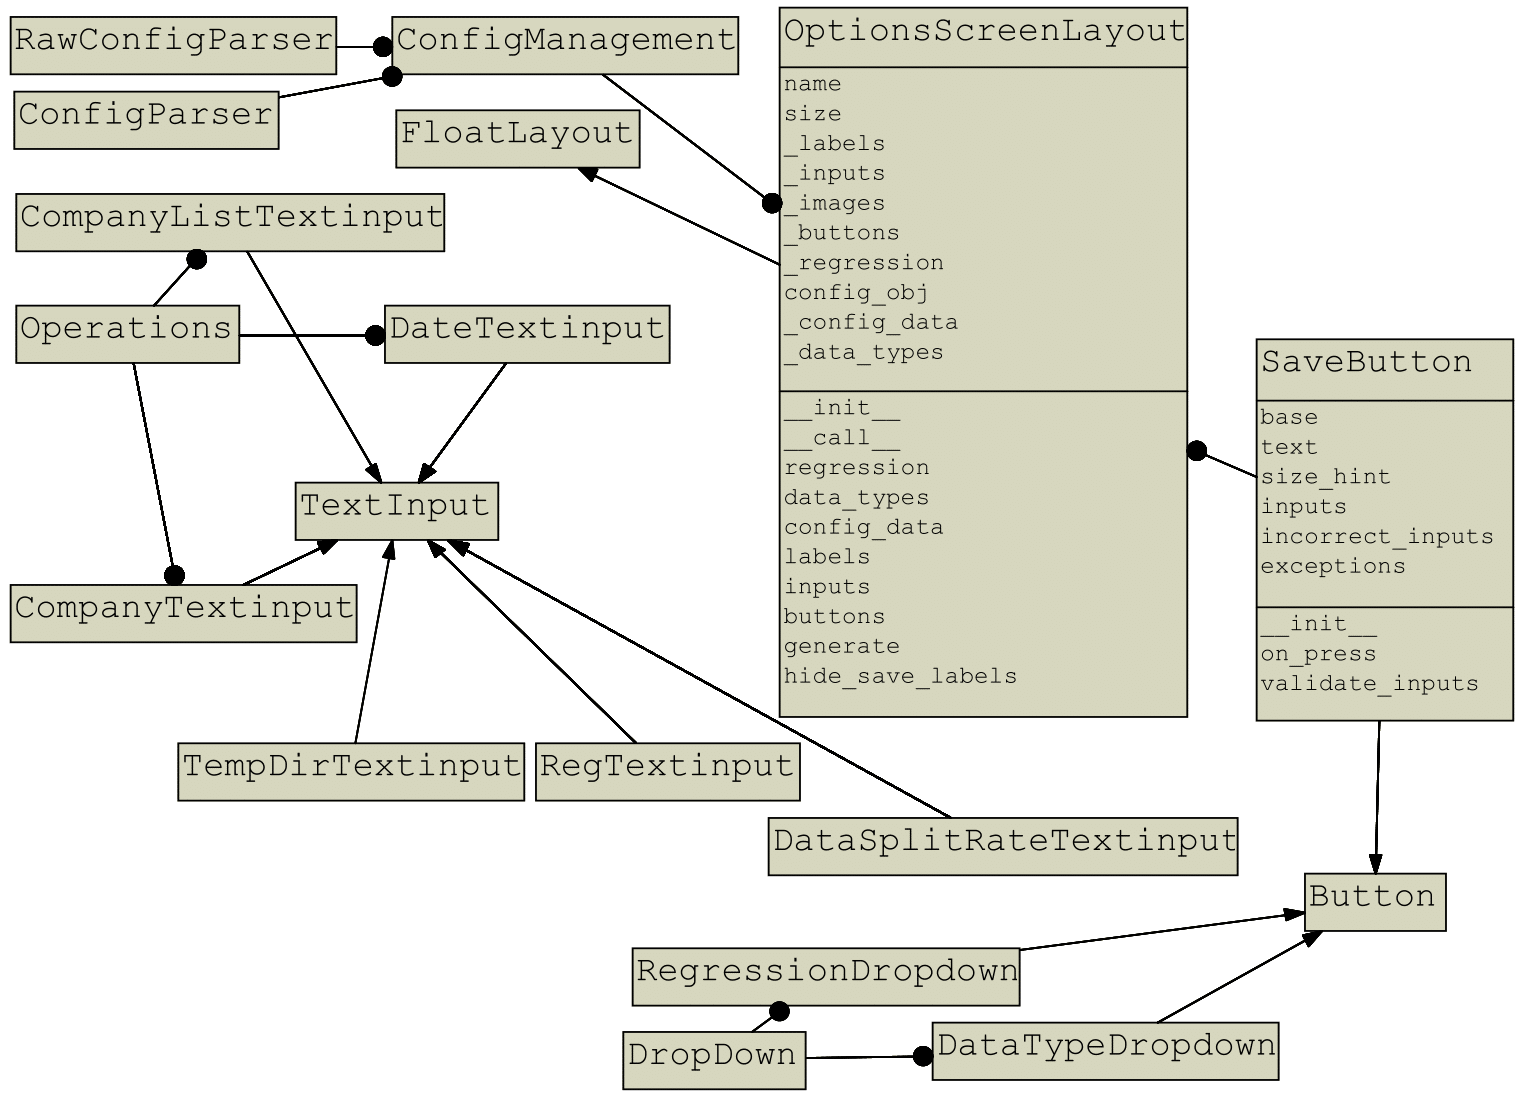 RawConfigParser
ConfigManagement
ConfigParser
FloatLayout
CompanyListTextinput
Operations
DateTextinput
TextInput
CompanyTextinput
TempDirTextinput
RegTextinput
DataSplitRateTextinput
OptionsScreenLayout
name
size
_labels
_inputs
_images
_buttons
_regression
config_obj
_config_data
_data_types
__init__
__call__
regression
data_types
config_data
labels
inputs
buttons
generate
hide_save_labels
SaveButton
base
text
size_hint
inputs
incorrect_inputs
exceptions
__init__
on_press
validate_inputs
Button
RegressionDropdown
DropDown
DataTypeDropdown